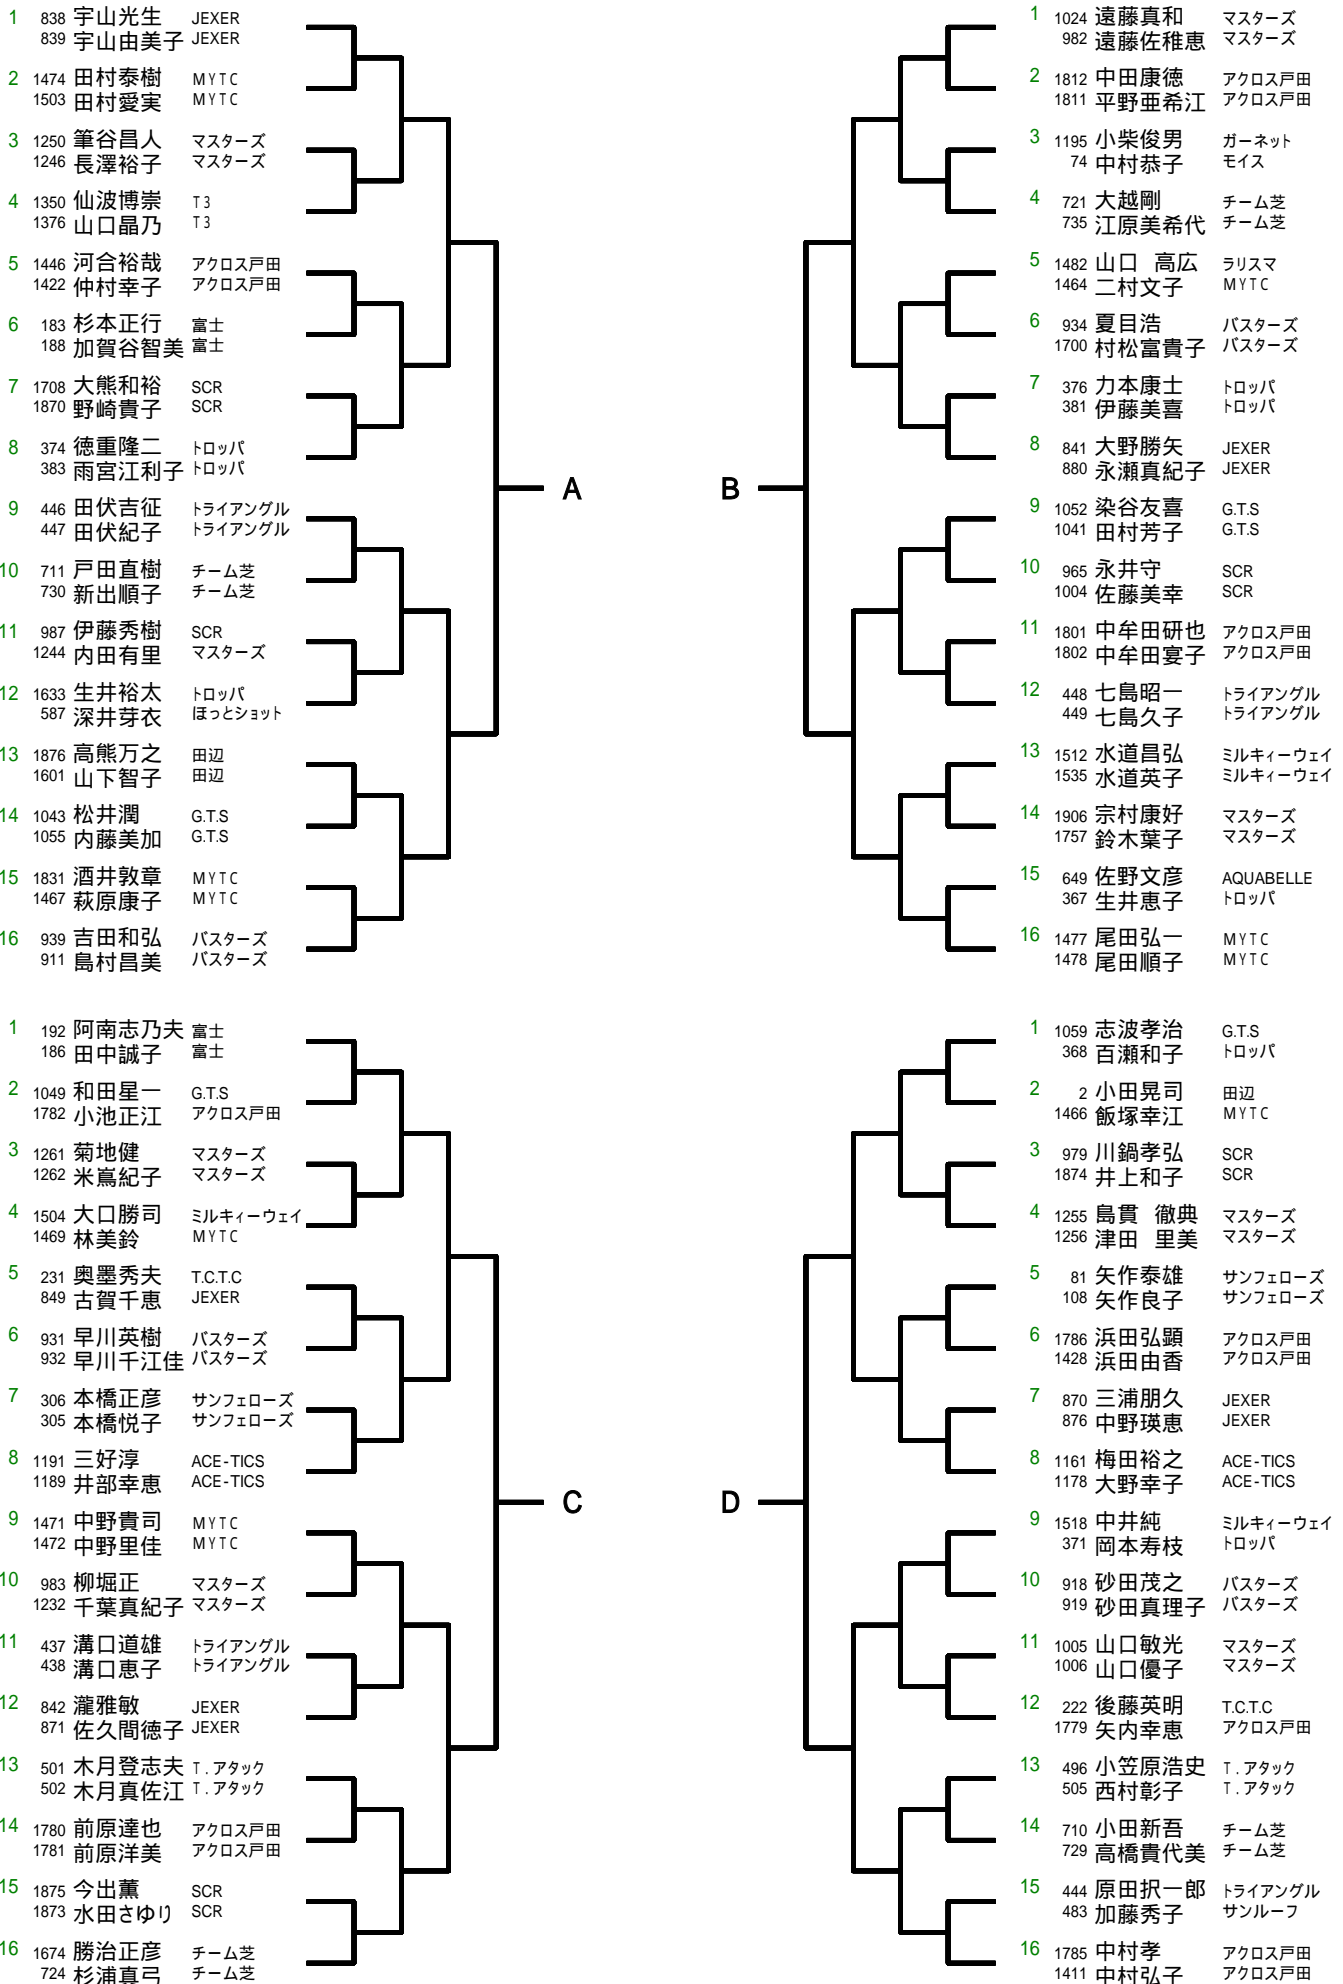 1 838 宇山光生 JEXER
839 宇山由美子 JEXER
2 1474 田村泰樹 MYTC
1503 田村愛実 MYTC
3 1250 筆谷昌人 マスターズ
1246 長澤裕子 マスターズ
4 1350 仙波博崇 T3
1376 山口晶乃 T3
5 1446 河合裕哉 アクロス戸田
1422 仲村幸子 アクロス戸田
6 183 杉本正行 富士
188 加賀谷智美 富士
7 1708 大熊和裕 SCR
1870 野崎貴子 SCR
8 374 徳重隆二 トロッパ
383 雨宮江利子 トロッパ
9 446 田伏吉征 トライアングル
447 田伏紀子 トライアングル
10 711 戸田直樹 チーム芝
730 新出順子 チーム芝
11 987 伊藤秀樹 SCR
1244 内田有里 マスターズ
12 1633 生井裕太 トロッパ
587 深井芽衣 ほっとショット
13 1876 高熊万之 田辺
1601 山下智子 田辺
14 1043 松井潤 G.T.S
1055 内藤美加 G.T.S
15 1831 酒井敦章 MYTC
1467 萩原康子 MYTC
16 939 吉田和弘 バスターズ
911 島村昌美 バスターズ
A
B
1 1024 遠藤真和 マスターズ
982 遠藤佐稚恵 マスターズ
2 1812 中田康徳 アクロス戸田
1811 平野亜希江 アクロス戸田
3 1195 小柴俊男 ガーネット
74 中村恭子 モイス
4 721 大越剛 チーム芝
735 江原美希代 チーム芝
5 1482 山口 高広 ラリスマ
1464 二村文子 MYTC
6 934 夏目浩 バスターズ
1700 村松富貴子 バスターズ
7 376 力本康士 トロッパ
381 伊藤美喜 トロッパ
8 841 大野勝矢 JEXER
880 永瀬真紀子 JEXER
9 1052 染谷友喜 G.T.S
1041 田村芳子 G.T.S
10 965 永井守 SCR
1004 佐藤美幸 SCR
11 1801 中牟田研也 アクロス戸田
1802 中牟田宴子 アクロス戸田
12 448 七島昭一 トライアングル
449 七島久子 トライアングル
13 1512 水道昌弘 ミルキィーウェイ
1535 水道英子 ミルキィーウェイ
14 1906 宗村康好 マスターズ
1757 鈴木葉子 マスターズ
15 649 佐野文彦 AQUABELLE
367 生井恵子 トロッパ
16 1477 尾田弘一 MYTC
1478 尾田順子 MYTC
1 192 阿南志乃夫 富士
186 田中誠子 富士
2 1049 和田星一 G.T.S
1782 小池正江 アクロス戸田
3 1261 菊地健 マスターズ
1262 米嶌紀子 マスターズ
4 1504 大口勝司 ミルキィーウェイ
1469 林美鈴 MYTC
5 231 奥墨秀夫 T.C.T.C
849 古賀千恵 JEXER
6 931 早川英樹 バスターズ
932 早川千江佳 バスターズ
7 306 本橋正彦 サンフェローズ
305 本橋悦子 サンフェローズ
8 1191 三好淳 ACE-TICS
1189 井部幸恵 ACE-TICS
9 1471 中野貴司 MYTC
1472 中野里佳 MYTC
10 983 柳堀正 マスターズ
1232 千葉真紀子 マスターズ
11 437 溝口道雄 トライアングル
438 溝口恵子 トライアングル
12 842 瀧雅敏 JEXER
871 佐久間徳子 JEXER
13 501 木月登志夫 T.アタック
502 木月真佐江 T.アタック
14 1780 前原達也 アクロス戸田
1781 前原洋美 アクロス戸田
15 1875 今出薫 SCR
1873 水田さゆり SCR
16 1674 勝治正彦 チーム芝
724 杉浦真弓 チーム芝
C
D
1 1059 志波孝治 G.T.S
368 百瀬和子 トロッパ
2 2 小田晃司 田辺
1466 飯塚幸江 MYTC
3 979 川鍋孝弘 SCR
1874 井上和子 SCR
4 1255 島貫 徹典 マスターズ
1256 津田 里美 マスターズ
5 81 矢作泰雄 サンフェローズ
108 矢作良子 サンフェローズ
6 1786 浜田弘顕 アクロス戸田
1428 浜田由香 アクロス戸田
7 870 三浦朋久 JEXER
876 中野瑛恵 JEXER
8 1161 梅田裕之 ACE-TICS
1178 大野幸子 ACE-TICS
9 1518 中井純 ミルキィーウェイ
371 岡本寿枝 トロッパ
10 918 砂田茂之 バスターズ
919 砂田真理子 バスターズ
11 1005 山口敏光 マスターズ
1006 山口優子 マスターズ
12 222 後藤英明 T.C.T.C
1779 矢内幸恵 アクロス戸田
13 496 小笠原浩史 T.アタック
505 西村彰子 T.アタック
14 710 小田新吾 チーム芝
729 高橋貴代美 チーム芝
15 444 原田択一郎 トライアングル
483 加藤秀子 サンルーフ
16 1785 中村孝 アクロス戸田
1411 中村弘子 アクロス戸田